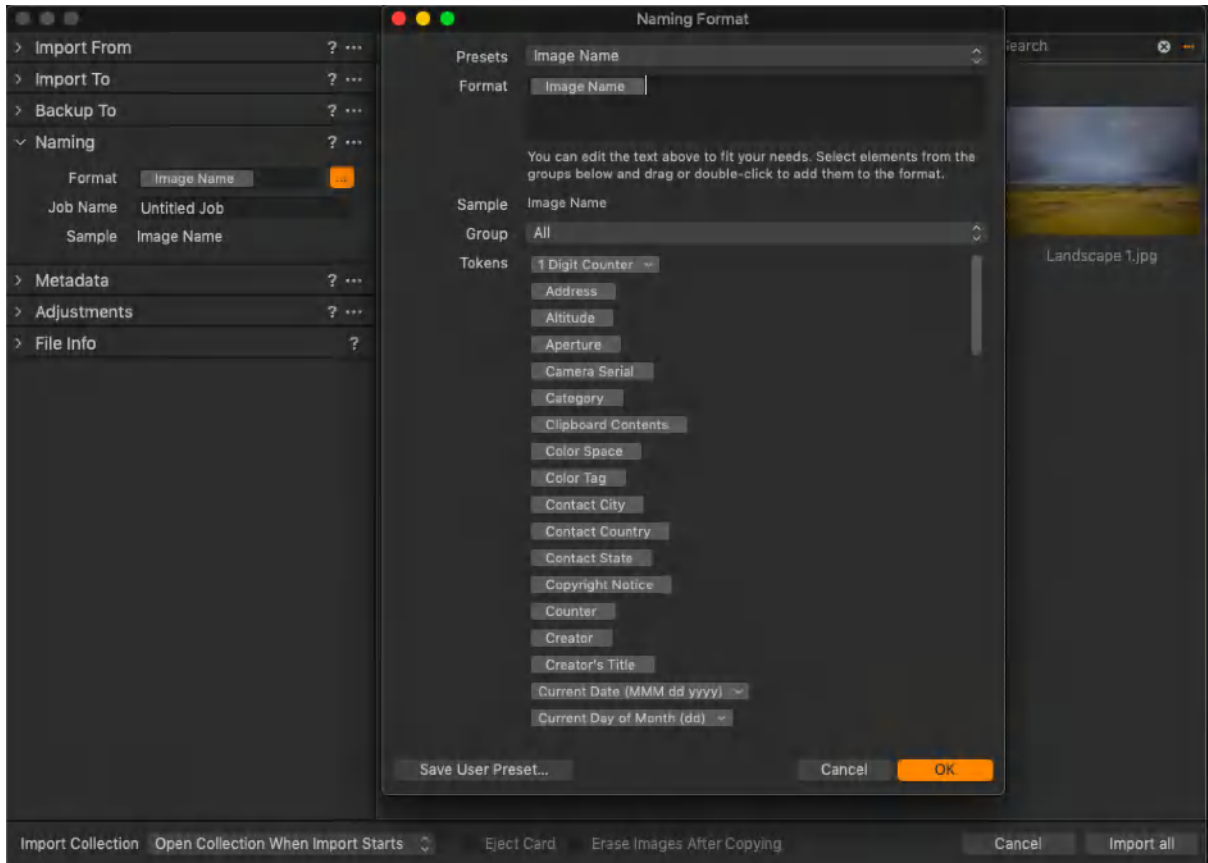 Import From ? ···
Import To ? ···
Backup To ? ···
Naming ? ···
Format Image Name ...
Job Name Untitled Job
Sample Image Name
Metadata ? ···
Adjustments ? ···
File Info ?
Naming Format
Presets Image Name
Format Image Name
You can edit the text above to fit your needs. Select elements from the
groups below and drag or double-click to add them to the format.
Sample Image Name
Group All
Tokens 1 Digit Counter
Address
Altitude
Aperture
Camera Serial
Category
Clipboard Contents
Color Space
Color Tag
Contact City
Contact Country
Contact State
Copyright Notice
Counter
Creator
Creator's Title
Current Date (MMM dd yyyy)
Current Day of Month (dd)
Save User Preset... Cancel OK
earch
Landscape 1.jpg
Import Collection Open Collection When Import Starts Eject Card Erase Images After Copying Cancel Import all